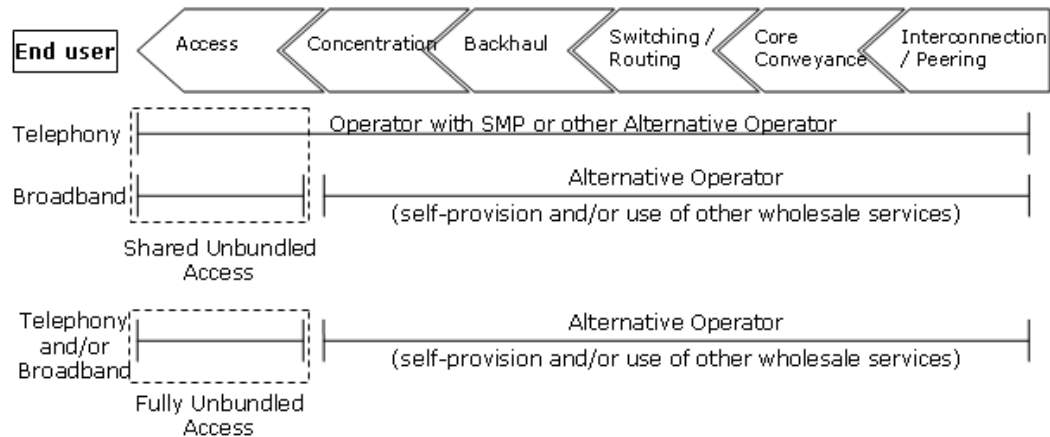 End user
Access
Concentration
Backhaul
Switching /
Routing
Core
Conveyance
Interconnection
/ Peering
Telephony
Operator with SMP or other Alternative Operator
Broadband
Alternative Operator
(self-provision and/or use of other wholesale services)
Shared Unbundled
Access
Telephony
and/or
Broadband
Alternative Operator
(self-provision and/or use of other wholesale services)
Fully Unbundled
Access